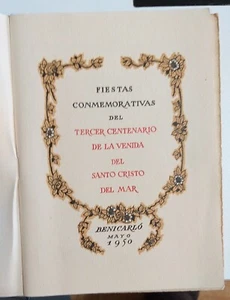 FIESTAS
CONMEMORATIVAS
DEL
TERCER CENTENARIO
DE LA VENIDA
DEL
SANTO CRISTO
DEL MAR
BENICARLÓ
MAYO
1950